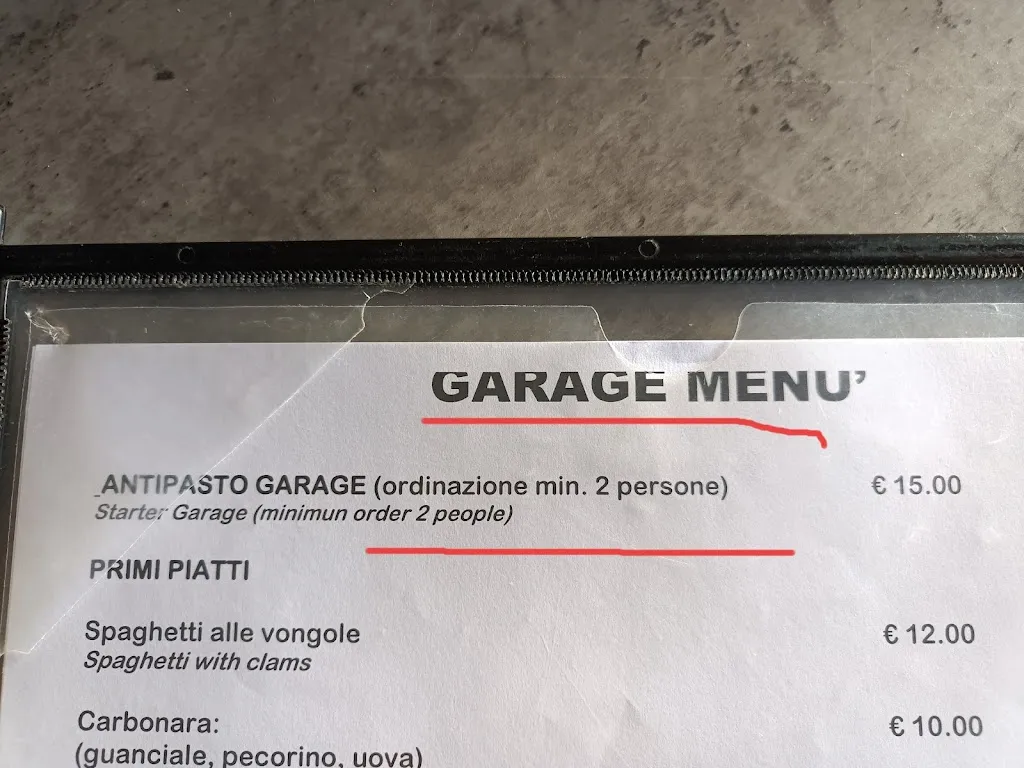 GARAGE MENU’
ANTIPASTO GARAGE (ordinazione min. 2 persone) € 15.00
Starter Garage (minimun order 2 people)
PRIMI PIATTI
Spaghetti alle vongole € 12.00
Spaghetti with clams
Carbonara: € 10.00
(guanciale, pecorino, uova)